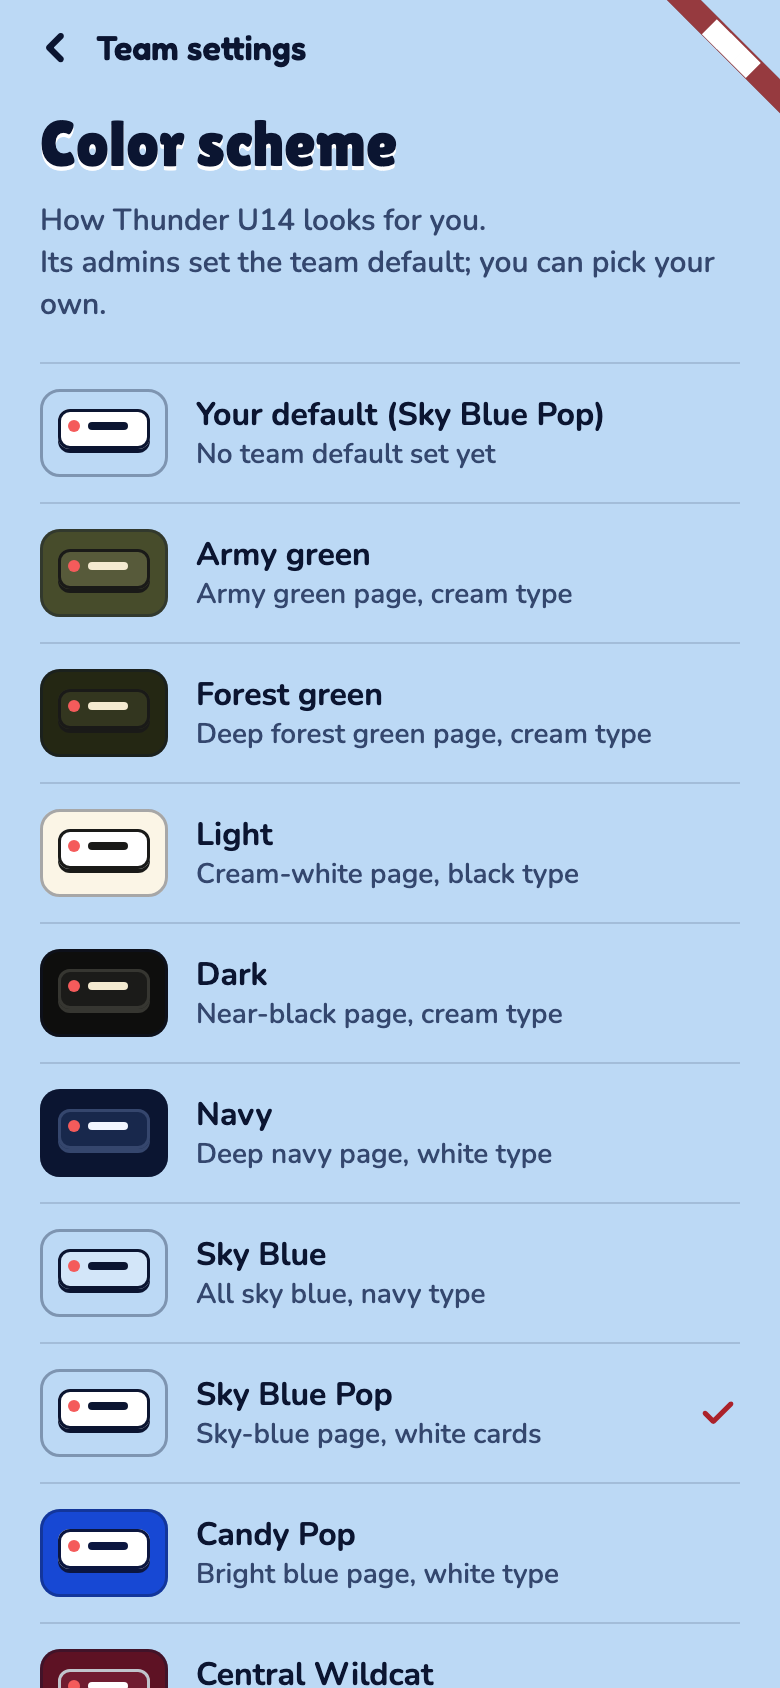 Team settings
Color scheme
How Thunder U14 looks for you.
Its admins set the team default; you can pick your
own.
Your default (Sky Blue Pop)
No team default set yet
Army green
Army green page, cream type
Forest green
Deep forest green page, cream type
Light
Cream-white page, black type
Dark
Near-black page, cream type
Navy
Deep navy page, white type
Sky Blue
All sky blue, navy type
Sky Blue Pop
Sky-blue page, white cards
Candy Pop
Bright blue page, white type
Central Wildcat